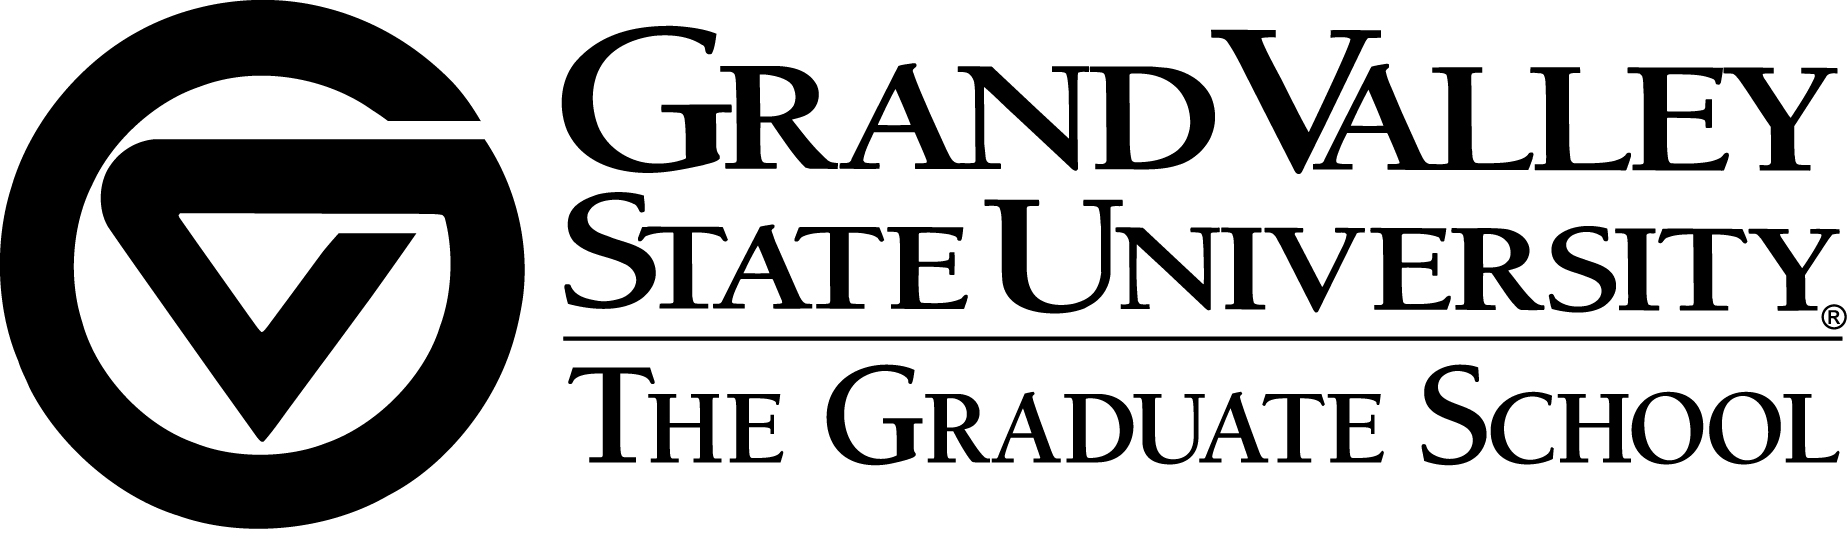 GRAND VALLEY
STATE UNIVERSITY®
THE GRADUATE SCHOOL